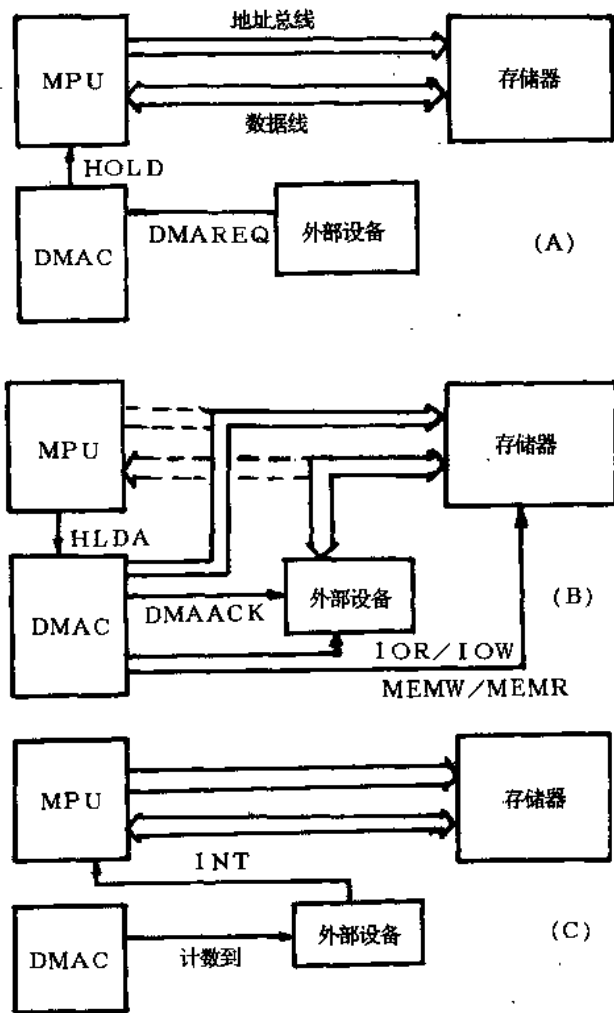 地址总线
MPU
存储器
数据线
HOLD
DMAC
DMAREQ
外部设备
(A)
MPU
存储器
HLDA
DMAC
DMAACK
外部设备
(B)
IOR/IOW
MEMW/MEMR
MPU
存储器
INT
DMAC
计数到
外部设备
(C)